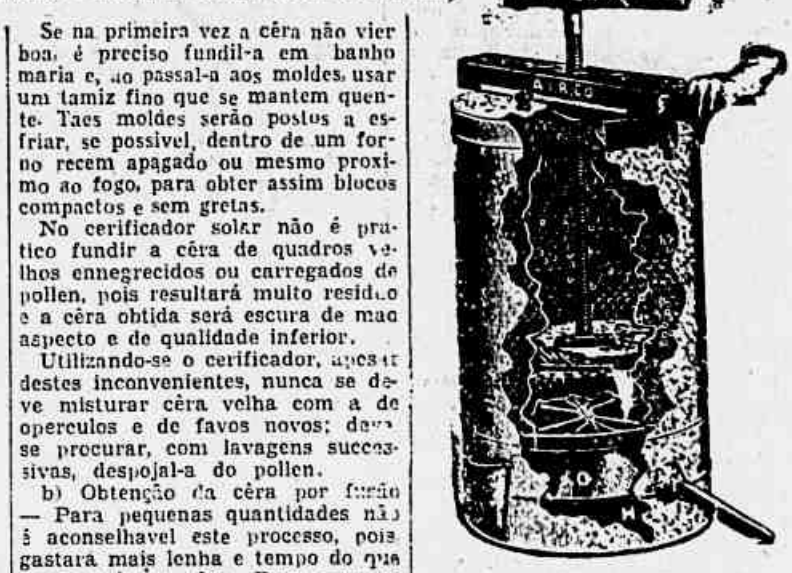 Se na primeira vez a cêra não vier
boa, é preciso fundil-a em banho
maria e, ao passal-a aos moldes, usar
um tamiz fino que se mantem quen-
te. Taes moldes serão postos a es-
friar, se possivel, dentro de um for-
no recem apagado ou mesmo proxi-
mo ao fogo, para obter assim blocos
compactos e sem gretas.
No cerificador solar não é pra-
tico fundir a cêra de quadros ve-
lhos ennegrecidos ou carregados de
pollen, pois resultará muito residuo
e a cêra obtida será escura de mao
aspecto e de qualidade inferior.
Utilizando-se o cerificador, apesar
destes inconvenientes, nunca se de-
ve misturar cêra velha com a de
operculos e de favos novos; deve
se procurar, com lavagens succes-
sivas, despojal-a do pollen.
b) Obtenção da cêra por fusão
— Para pequenas quantidades não
é aconselhavel este processo, pois
gastará mais lenha e tempo do que
O
H